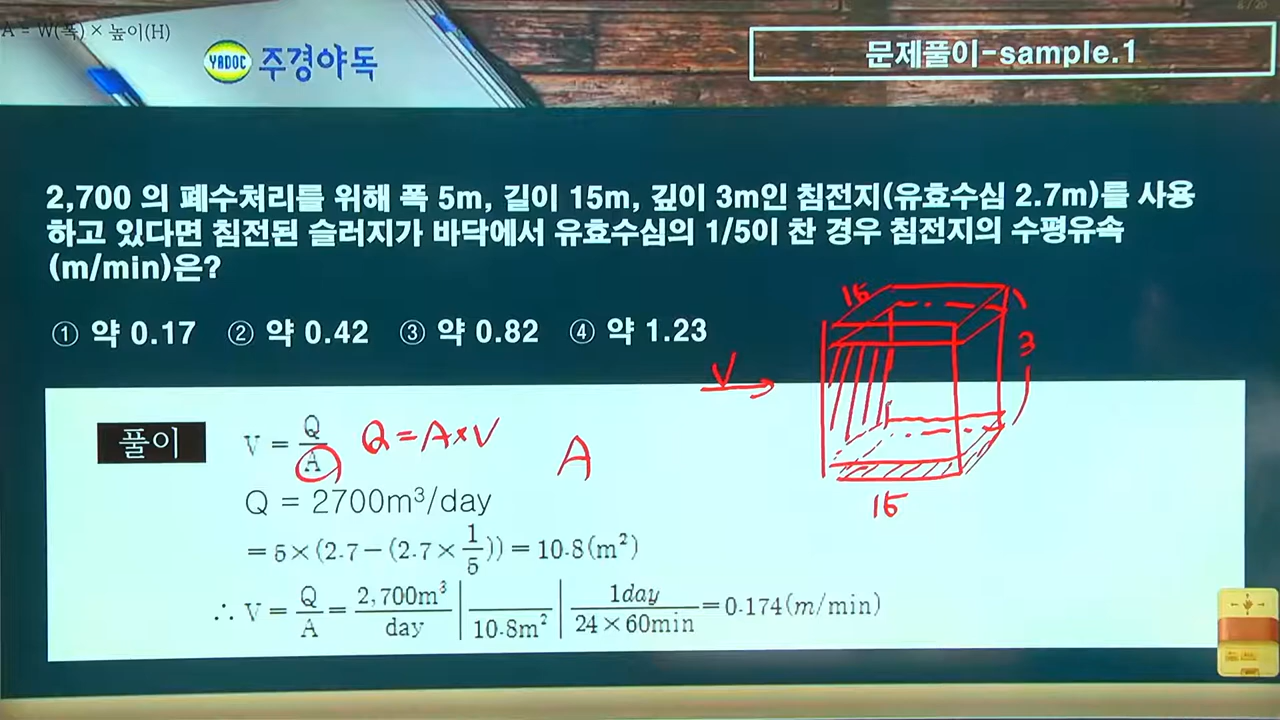 A = W(폭) × 높이(H)
YADOC 주경야독
문제풀이-sample.1
2,700 의 폐수처리를 위해 폭 5m, 길이 15m, 깊이 3m인 침전지(유효수심 2.7m)를 사용
하고 있다면 침전된 슬러지가 바닥에서 유효수심의 1/5이 찬 경우 침전지의 수평유속
(m/min)은?
① 약 0.17 ② 약 0.42 ③ 약 0.82 ④ 약 1.23
15
3
V
풀이
V = Q/A Q = A×V
A
Q = 2700m³/day
15
= 5×(2.7−(2.7×1/5)) = 10.8(m²)
∴ V = Q/A = 2,700m³/day | /10.8m² | 1day/24×60min = 0.174(m/min)